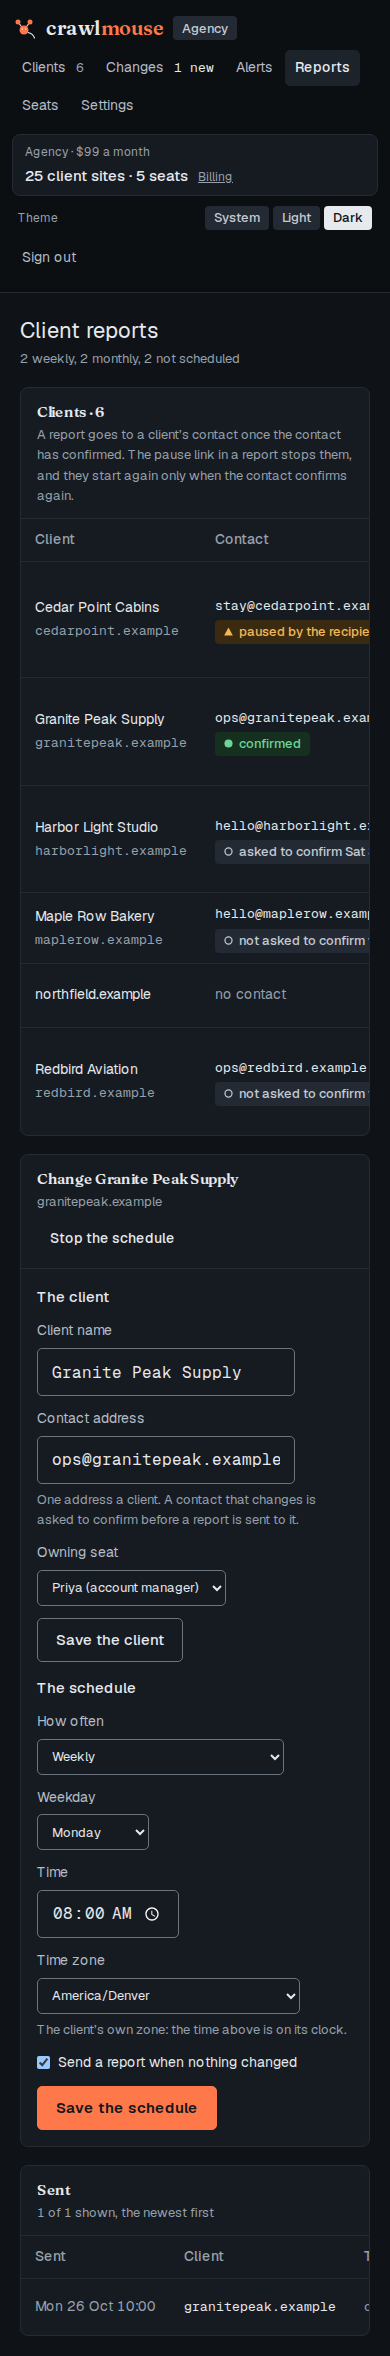 crawlmouse Agency
Clients 6 Changes 1 new Alerts Reports
Seats Settings
Agency · $99 a month
25 client sites · 5 seats Billing
Theme System Light Dark
Sign out
Client reports
2 weekly, 2 monthly, 2 not scheduled
Clients · 6
A report goes to a client's contact once the contact
has confirmed. The pause link in a report stops them,
and they start again only when the contact confirms
again.
Client Contact
Cedar Point Cabins stay@cedarpoint.exam
cedarpoint.example paused by the recipie
Granite Peak Supply ops@granitepeak.exam
granitepeak.example confirmed
Harbor Light Studio hello@harborlight.ex
harborlight.example asked to confirm Sat
Maple Row Bakery hello@maplerow.examp
maplerow.example not asked to confirm
northfield.example no contact
Redbird Aviation ops@redbird.example
redbird.example not asked to confirm
Change Granite Peak Supply
granitepeak.example
Stop the schedule
The client
Client name
Granite Peak Supply
Contact address
ops@granitepeak.example
One address a client. A contact that changes is
asked to confirm before a report is sent to it.
Owning seat
Priya (account manager)
Save the client
The schedule
How often
Weekly
Weekday
Monday
Time
08:00 AM
Time zone
America/Denver
The client's own zone: the time above is on its clock.
Send a report when nothing changed
Save the schedule
Sent
1 of 1 shown, the newest first
Sent Client
Mon 26 Oct 10:00 granitepeak.example